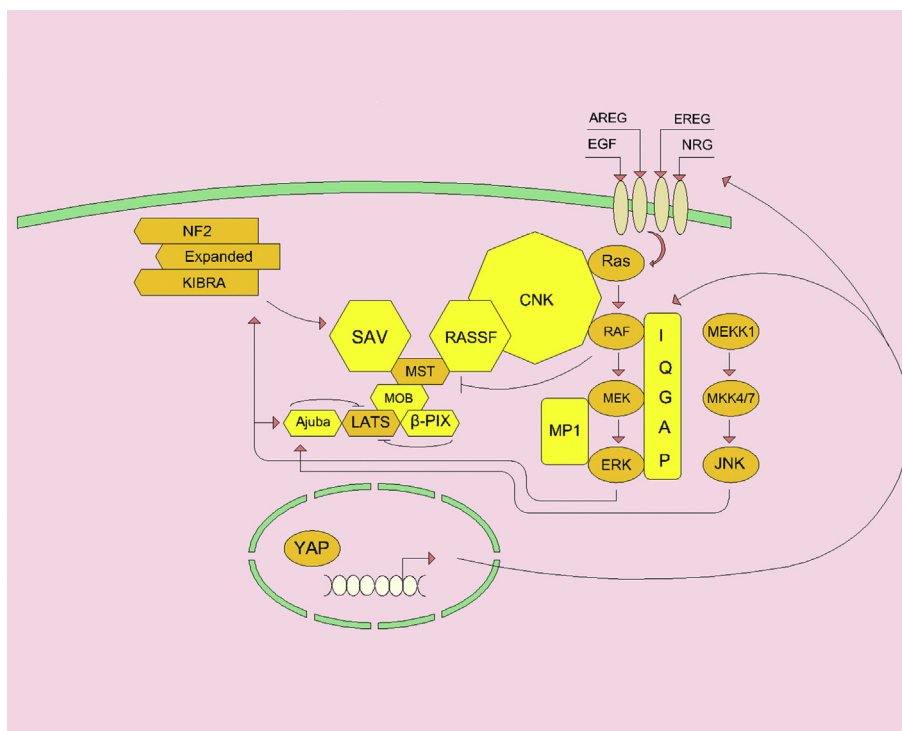 AREG
EREG
EGF
NRG
NF2
Expanded
KIBRA
Ras
CNK
SAV
RASSF
RAF
MEKK1
I
Q
G
A
P
MST
MOB
MEK
MKK4/7
Ajuba
LATS
β-PIX
MP1
ERK
JNK
YAP